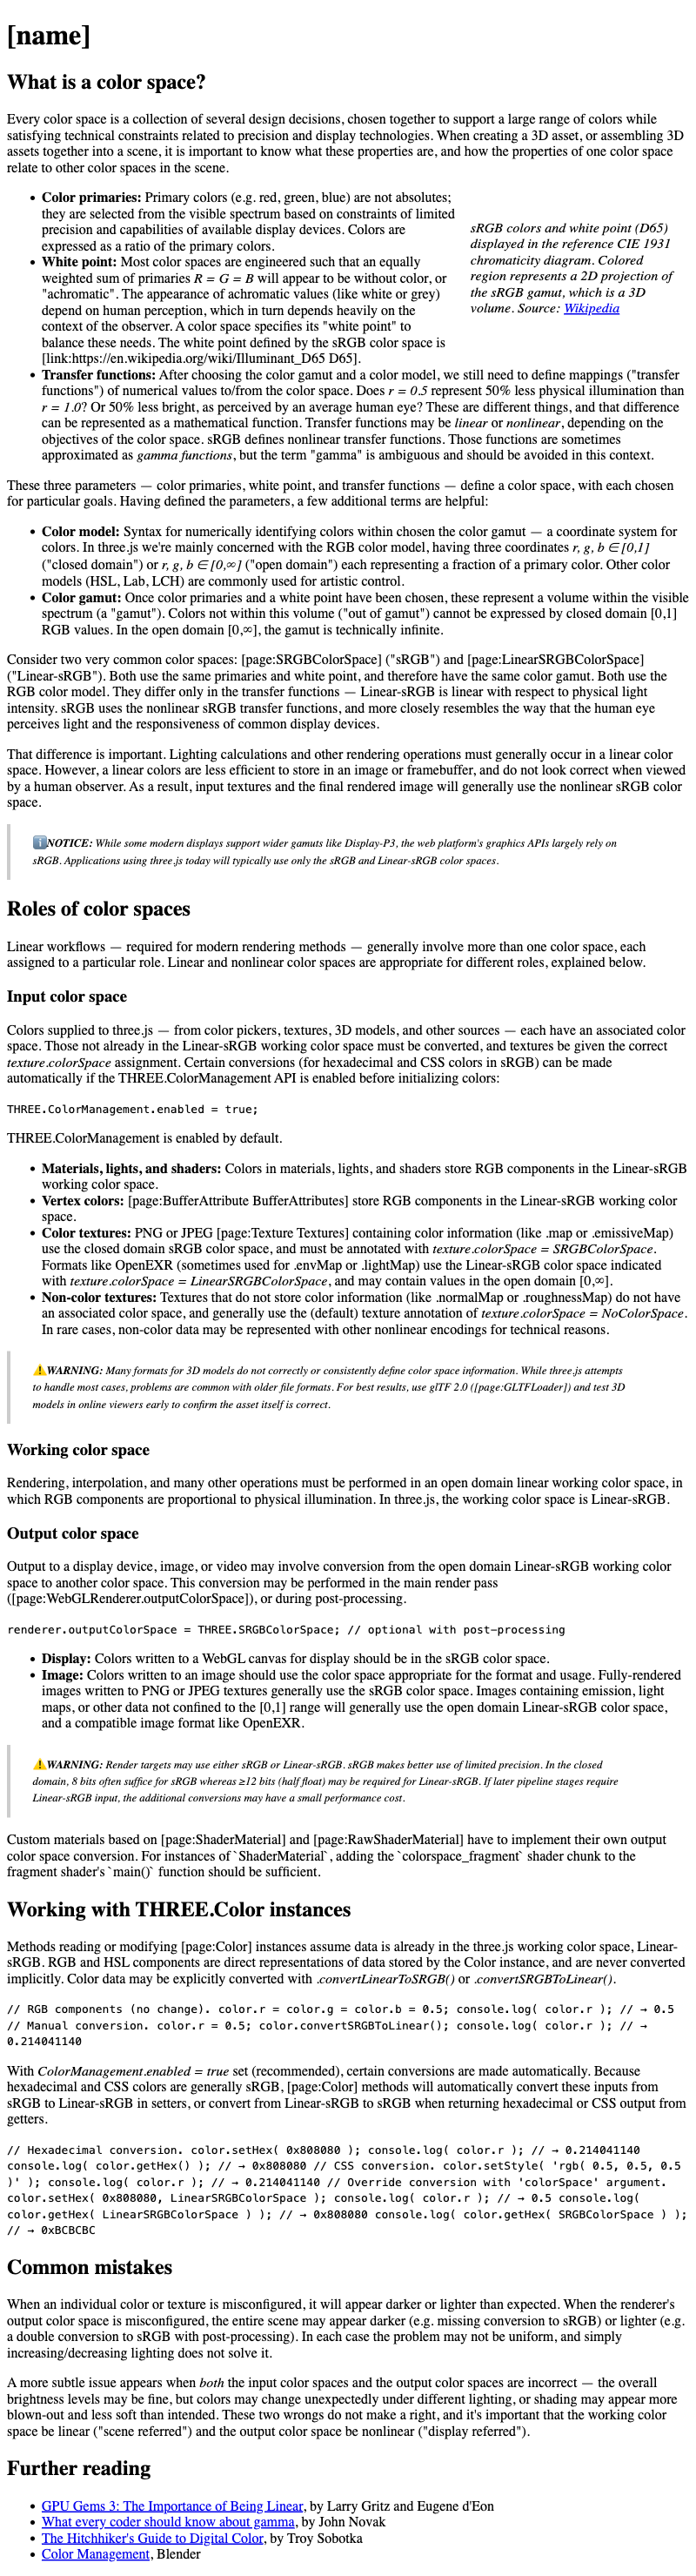 [name]
What is a color space?
Every color space is a collection of several design decisions, chosen together to support a large range of colors while
satisfying technical constraints related to precision and display technologies. When creating a 3D asset, or assembling 3D
assets together into a scene, it is important to know what these properties are, and how the properties of one color space
relate to other color spaces in the scene.
• Color primaries: Primary colors (e.g. red, green, blue) are not absolutes;
they are selected from the visible spectrum based on constraints of limited
precision and capabilities of available display devices. Colors are
expressed as a ratio of the primary colors.
• White point: Most color spaces are engineered such that an equally
weighted sum of primaries R = G = B will appear to be without color, or
"achromatic". The appearance of achromatic values (like white or grey)
depend on human perception, which in turn depends heavily on the
context of the observer. A color space specifies its "white point" to
balance these needs. The white point defined by the sRGB color space is
[link:https://en.wikipedia.org/wiki/Illuminant_D65 D65].
sRGB colors and white point (D65)
displayed in the reference CIE 1931
chromaticity diagram. Colored
region represents a 2D projection of
the sRGB gamut, which is a 3D
volume. Source: Wikipedia
• Transfer functions: After choosing the color gamut and a color model, we still need to define mappings ("transfer
functions") of numerical values to/from the color space. Does r = 0.5 represent 50% less physical illumination than
r = 1.0? Or 50% less bright, as perceived by an average human eye? These are different things, and that difference
can be represented as a mathematical function. Transfer functions may be linear or nonlinear, depending on the
objectives of the color space. sRGB defines nonlinear transfer functions. Those functions are sometimes
approximated as gamma functions, but the term "gamma" is ambiguous and should be avoided in this context.
These three parameters — color primaries, white point, and transfer functions — define a color space, with each chosen
for particular goals. Having defined the parameters, a few additional terms are helpful:
• Color model: Syntax for numerically identifying colors within chosen the color gamut — a coordinate system for
colors. In three.js we're mainly concerned with the RGB color model, having three coordinates r, g, b ∈ [0,1]
("closed domain") or r, g, b ∈ [0,∞] ("open domain") each representing a fraction of a primary color. Other color
models (HSL, Lab, LCH) are commonly used for artistic control.
• Color gamut: Once color primaries and a white point have been chosen, these represent a volume within the visible
spectrum (a "gamut"). Colors not within this volume ("out of gamut") cannot be expressed by closed domain [0,1]
RGB values. In the open domain [0,∞], the gamut is technically infinite.
Consider two very common color spaces: [page:SRGBColorSpace] ("sRGB") and [page:LinearSRGBColorSpace]
("Linear-sRGB"). Both use the same primaries and white point, and therefore have the same color gamut. Both use the
RGB color model. They differ only in the transfer functions — Linear-sRGB is linear with respect to physical light
intensity. sRGB uses the nonlinear sRGB transfer functions, and more closely resembles the way that the human eye
perceives light and the responsiveness of common display devices.
That difference is important. Lighting calculations and other rendering operations must generally occur in a linear color
space. However, a linear colors are less efficient to store in an image or framebuffer, and do not look correct when viewed
by a human observer. As a result, input textures and the final rendered image will generally use the nonlinear sRGB color
space.
ℹ️NOTICE: While some modern displays support wider gamuts like Display-P3, the web platform's graphics APIs largely rely on
sRGB. Applications using three.js today will typically use only the sRGB and Linear-sRGB color spaces.
Roles of color spaces
Linear workflows — required for modern rendering methods — generally involve more than one color space, each
assigned to a particular role. Linear and nonlinear color spaces are appropriate for different roles, explained below.
Input color space
Colors supplied to three.js — from color pickers, textures, 3D models, and other sources — each have an associated color
space. Those not already in the Linear-sRGB working color space must be converted, and textures be given the correct
texture.colorSpace assignment. Certain conversions (for hexadecimal and CSS colors in sRGB) can be made
automatically if the THREE.ColorManagement API is enabled before initializing colors:
THREE.ColorManagement.enabled = true;
THREE.ColorManagement is enabled by default.
• Materials, lights, and shaders: Colors in materials, lights, and shaders store RGB components in the Linear-sRGB
working color space.
• Vertex colors: [page:BufferAttribute BufferAttributes] store RGB components in the Linear-sRGB working color
space.
• Color textures: PNG or JPEG [page:Texture Textures] containing color information (like .map or .emissiveMap)
use the closed domain sRGB color space, and must be annotated with texture.colorSpace = SRGBColorSpace.
Formats like OpenEXR (sometimes used for .envMap or .lightMap) use the Linear-sRGB color space indicated
with texture.colorSpace = LinearSRGBColorSpace, and may contain values in the open domain [0,∞].
• Non-color textures: Textures that do not store color information (like .normalMap or .roughnessMap) do not have
an associated color space, and generally use the (default) texture annotation of texture.colorSpace = NoColorSpace.
In rare cases, non-color data may be represented with other nonlinear encodings for technical reasons.
⚠️WARNING: Many formats for 3D models do not correctly or consistently define color space information. While three.js attempts
to handle most cases, problems are common with older file formats. For best results, use glTF 2.0 ([page:GLTFLoader]) and test 3D
models in online viewers early to confirm the asset itself is correct.
Working color space
Rendering, interpolation, and many other operations must be performed in an open domain linear working color space, in
which RGB components are proportional to physical illumination. In three.js, the working color space is Linear-sRGB.
Output color space
Output to a display device, image, or video may involve conversion from the open domain Linear-sRGB working color
space to another color space. This conversion may be performed in the main render pass
([page:WebGLRenderer.outputColorSpace]), or during post-processing.
renderer.outputColorSpace = THREE.SRGBColorSpace; // optional with post-processing
• Display: Colors written to a WebGL canvas for display should be in the sRGB color space.
• Image: Colors written to an image should use the color space appropriate for the format and usage. Fully-rendered
images written to PNG or JPEG textures generally use the sRGB color space. Images containing emission, light
maps, or other data not confined to the [0,1] range will generally use the open domain Linear-sRGB color space,
and a compatible image format like OpenEXR.
⚠️WARNING: Render targets may use either sRGB or Linear-sRGB. sRGB makes better use of limited precision. In the closed
domain, 8 bits often suffice for sRGB whereas ≥12 bits (half float) may be required for Linear-sRGB. If later pipeline stages require
Linear-sRGB input, the additional conversions may have a small performance cost.
Custom materials based on [page:ShaderMaterial] and [page:RawShaderMaterial] have to implement their own output
color space conversion. For instances of `ShaderMaterial`, adding the `colorspace_fragment` shader chunk to the
fragment shader's `main()` function should be sufficient.
Working with THREE.Color instances
Methods reading or modifying [page:Color] instances assume data is already in the three.js working color space, Linear-
sRGB. RGB and HSL components are direct representations of data stored by the Color instance, and are never converted
implicitly. Color data may be explicitly converted with .convertLinearToSRGB() or .convertSRGBToLinear().
// RGB components (no change). color.r = color.g = color.b = 0.5; console.log( color.r ); // → 0.5
// Manual conversion. color.r = 0.5; color.convertSRGBToLinear(); console.log( color.r ); // →
0.214041140
With ColorManagement.enabled = true set (recommended), certain conversions are made automatically. Because
hexadecimal and CSS colors are generally sRGB, [page:Color] methods will automatically convert these inputs from
sRGB to Linear-sRGB in setters, or convert from Linear-sRGB to sRGB when returning hexadecimal or CSS output from
getters.
// Hexadecimal conversion. color.setHex( 0x808080 ); console.log( color.r ); // → 0.214041140
console.log( color.getHex() ); // → 0x808080 // CSS conversion. color.setStyle( 'rgb( 0.5, 0.5, 0.5
)' ); console.log( color.r ); // → 0.214041140 // Override conversion with 'colorSpace' argument.
color.setHex( 0x808080, LinearSRGBColorSpace ); console.log( color.r ); // → 0.5 console.log(
color.getHex( LinearSRGBColorSpace ) ); // → 0x808080 console.log( color.getHex( SRGBColorSpace ) );
// → 0xBCBCBC
Common mistakes
When an individual color or texture is misconfigured, it will appear darker or lighter than expected. When the renderer's
output color space is misconfigured, the entire scene may appear darker (e.g. missing conversion to sRGB) or lighter (e.g.
a double conversion to sRGB with post-processing). In each case the problem may not be uniform, and simply
increasing/decreasing lighting does not solve it.
A more subtle issue appears when both the input color spaces and the output color spaces are incorrect — the overall
brightness levels may be fine, but colors may change unexpectedly under different lighting, or shading may appear more
blown-out and less soft than intended. These two wrongs do not make a right, and it's important that the working color
space be linear ("scene referred") and the output color space be nonlinear ("display referred").
Further reading
• GPU Gems 3: The Importance of Being Linear, by Larry Gritz and Eugene d'Eon
• What every coder should know about gamma, by John Novak
• The Hitchhiker's Guide to Digital Color, by Troy Sobotka
• Color Management, Blender